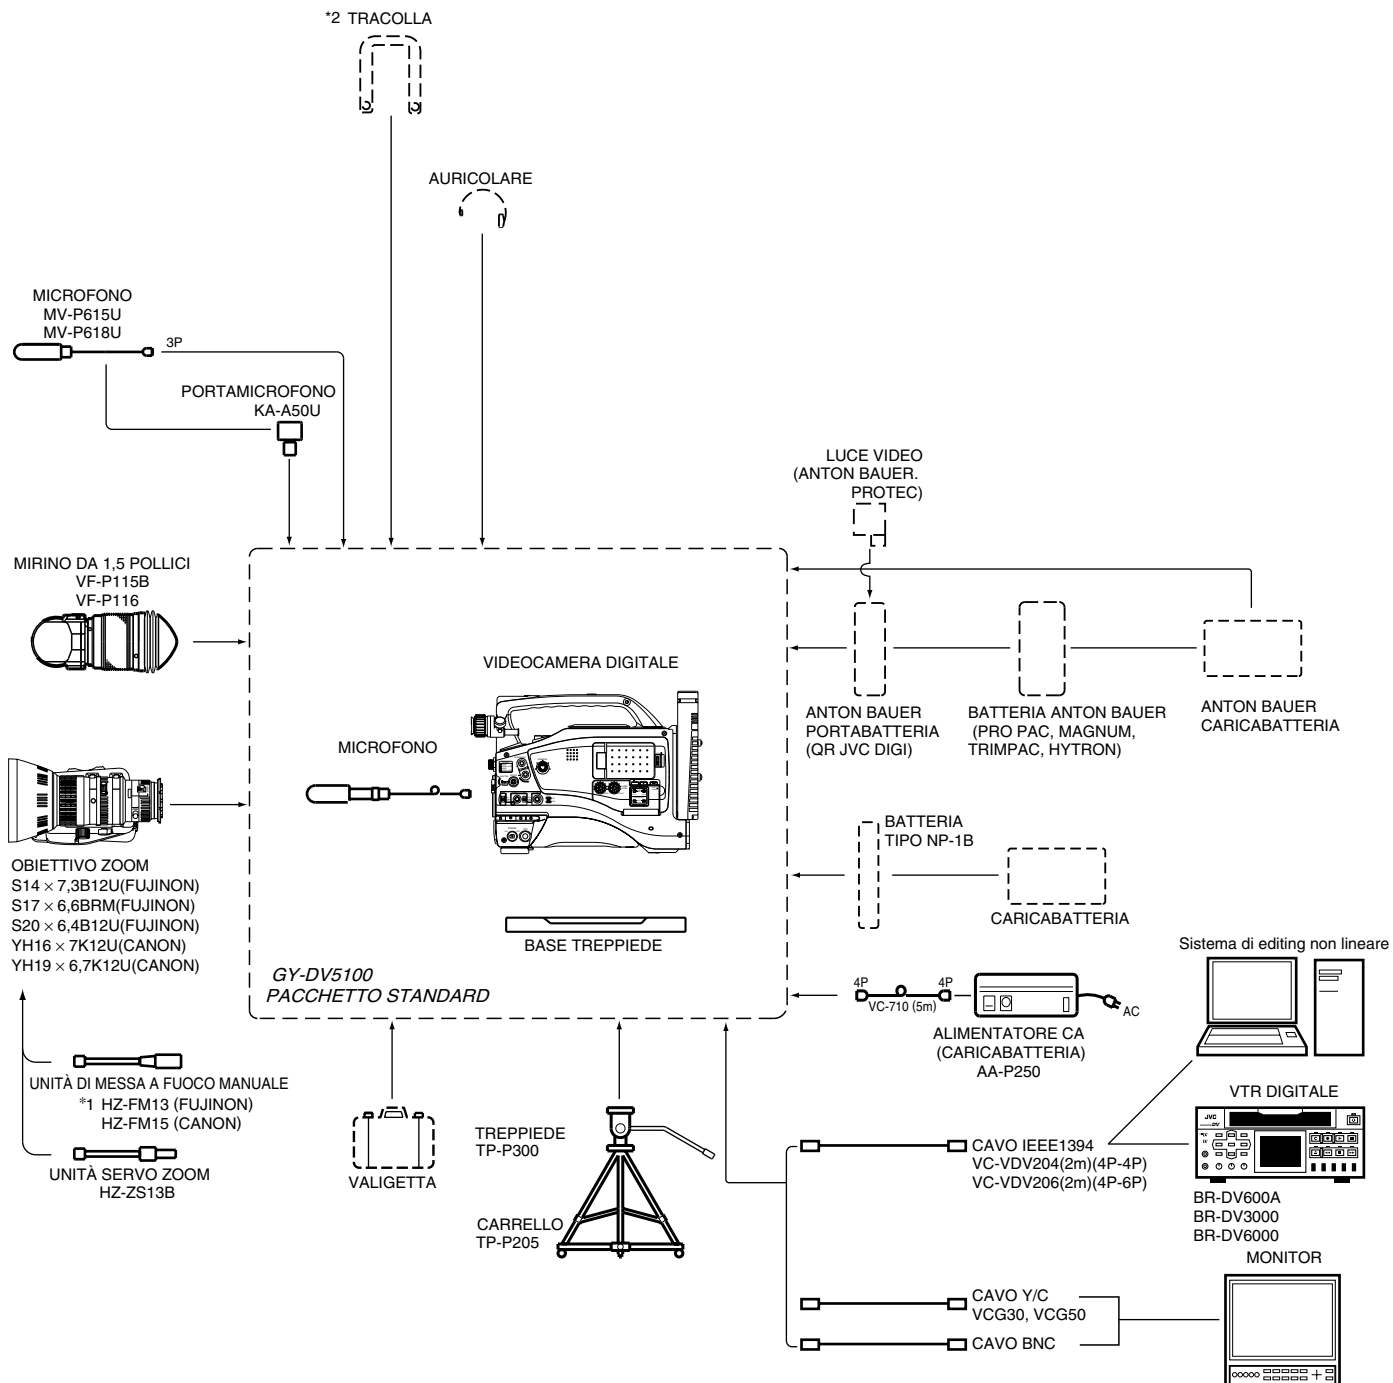 *2 TRACOLLA
AURICOLARE
MICROFONO
MV-P615U
MV-P618U
3P
PORTAMICROFONO
KA-A50U
LUCE VIDEO
(ANTON BAUER.
PROTEC)
MIRINO DA 1,5 POLLICI
VF-P115B
VF-P116
VIDEOCAMERA DIGITALE
MICROFONO
ANTON BAUER
PORTABATTERIA
(QR JVC DIGI)
BATTERIA ANTON BAUER
(PRO PAC, MAGNUM,
TRIMPAC, HYTRON)
ANTON BAUER
CARICABATTERIA
BATTERIA
TIPO NP-1B
CARICABATTERIA
OBIETTIVO ZOOM
S14 × 7,3B12U(FUJINON)
S17 × 6,6BRM(FUJINON)
S20 × 6,4B12U(FUJINON)
YH16 × 7K12U(CANON)
YH19 × 6,7K12U(CANON)
BASE TREPPIEDE
GY-DV5100
PACCHETTO STANDARD
4P
4P
VC-710 (5m)
AC
ALIMENTATORE CA
(CARICABATTERIA)
AA-P250
Sistema di editing non lineare
UNITÀ DI MESSA A FUOCO MANUALE
*1 HZ-FM13 (FUJINON)
HZ-FM15 (CANON)
UNITÀ SERVO ZOOM
HZ-ZS13B
VALIGETTA
TREPPIEDE
TP-P300
CARRELLO
TP-P205
CAVO IEEE1394
VC-VDV204(2m)(4P-4P)
VC-VDV206(2m)(4P-6P)
VTR DIGITALE
JVC
DV
BR-DV600A
BR-DV3000
BR-DV6000
MONITOR
CAVO Y/C
VCG30, VCG50
CAVO BNC